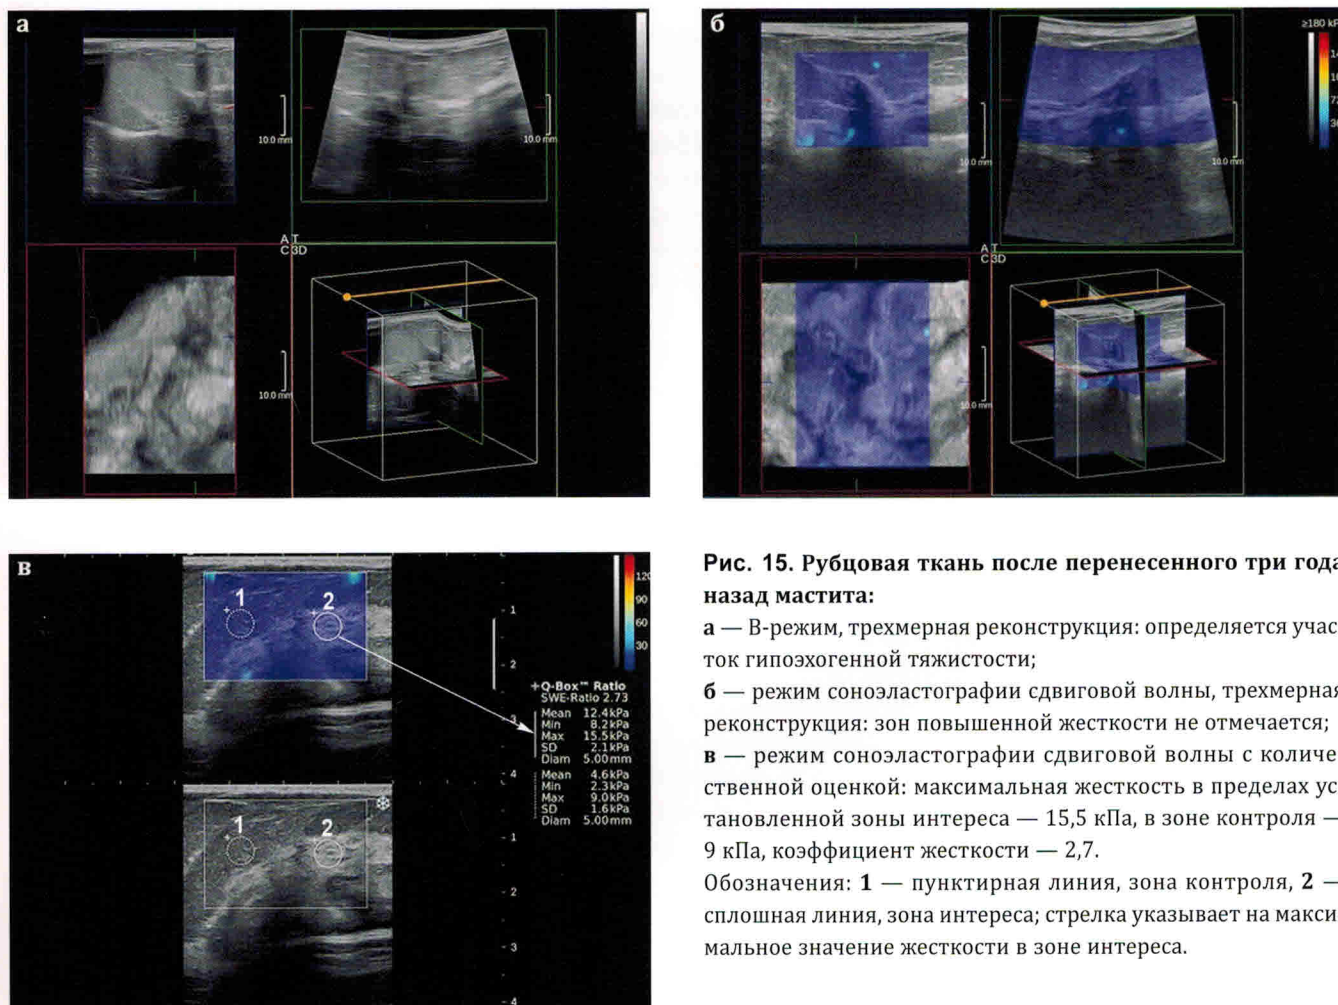 а
10.0 mm
10.0 mm
A T
C 3D
10.0 mm
б
≥180 kP
10.0 mm
10.0 mm
A T
C 3D
10.0 mm
в
1
2
120
90
60
30
1
2
3
4
+Q-Box™ Ratio
SWE-Ratio 2.73
Mean 12.4kPa
Min 8.2kPa
Max 15.5kPa
SD 2.1kPa
Diam 5.00mm
Mean 4.6kPa
Min 2.3kPa
Max 9.0kPa
SD 1.6kPa
Diam 5.00mm
1
2
1
2
3
4
Рис. 15. Рубцовая ткань после перенесенного три года
назад мастита:
а — В-режим, трехмерная реконструкция: определяется учас-
ток гипоэхогенной тяжистости;
б — режим соноэластографии сдвиговой волны, трехмерная
реконструкция: зон повышенной жесткости не отмечается;
в — режим соноэластографии сдвиговой волны с количе-
ственной оценкой: максимальная жесткость в пределах ус-
тановленной зоны интереса — 15,5 кПа, в зоне контроля —
9 кПа, коэффициент жесткости — 2,7.
Обозначения: 1 — пунктирная линия, зона контроля, 2 —
сплошная линия, зона интереса; стрелка указывает на макси-
мальное значение жесткости в зоне интереса.